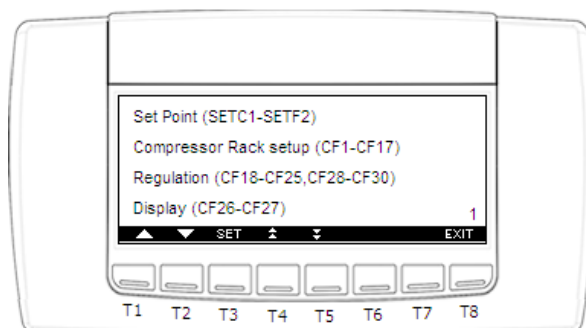 Set Point (SETC1-SETF2)
Compressor Rack setup (CF1-CF17)
Regulation (CF18-CF25,CF28-CF30)
Display (CF26-CF27)
1
SET EXIT
T1 T2 T3 T4 T5 T6 T7 T8